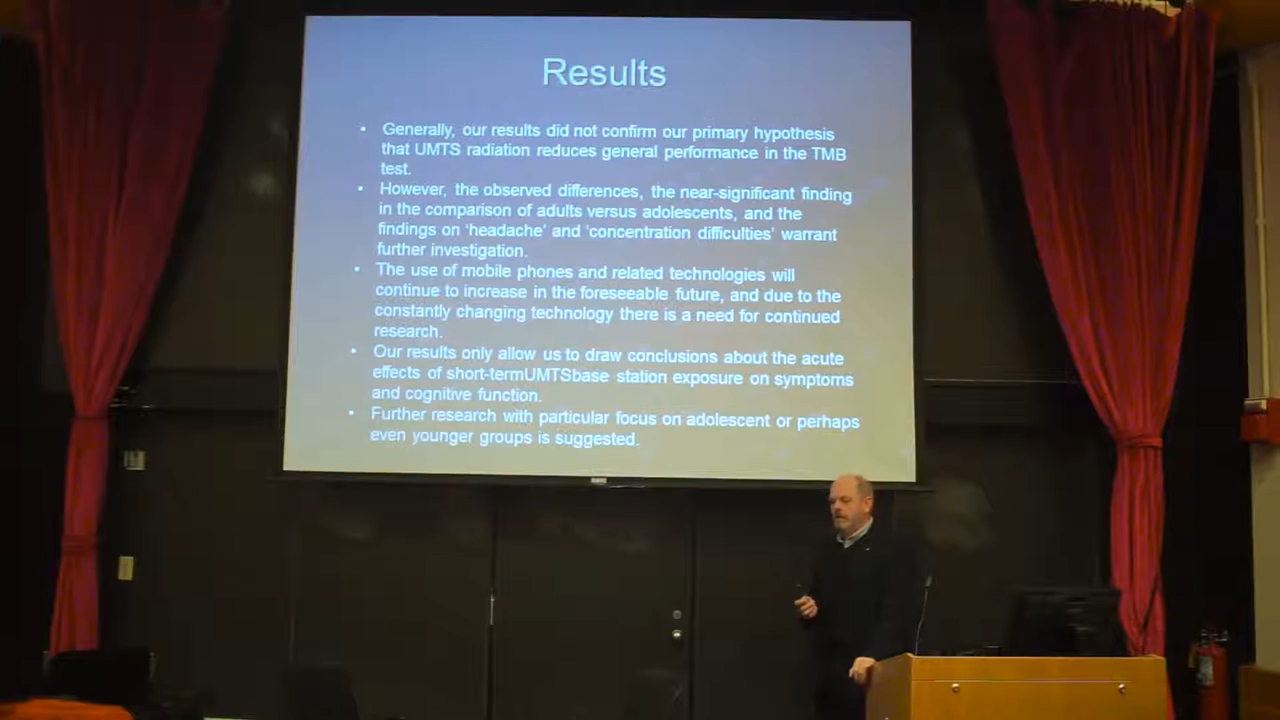 Results
• Generally, our results did not confirm our primary hypothesis
that UMTS radiation reduces general performance in the TMB
test.
• However, the observed differences, the near-significant finding
in the comparison of adults versus adolescents, and the
findings on ‘headache’ and ‘concentration difficulties’ warrant
further investigation.
• The use of mobile phones and related technologies will
continue to increase in the foreseeable future, and due to the
constantly changing technology there is a need for continued
research.
• Our results only allow us to draw conclusions about the acute
effects of short-termUMTSbase station exposure on symptoms
and cognitive function.
• Further research with particular focus on adolescent or perhaps
even younger groups is suggested.